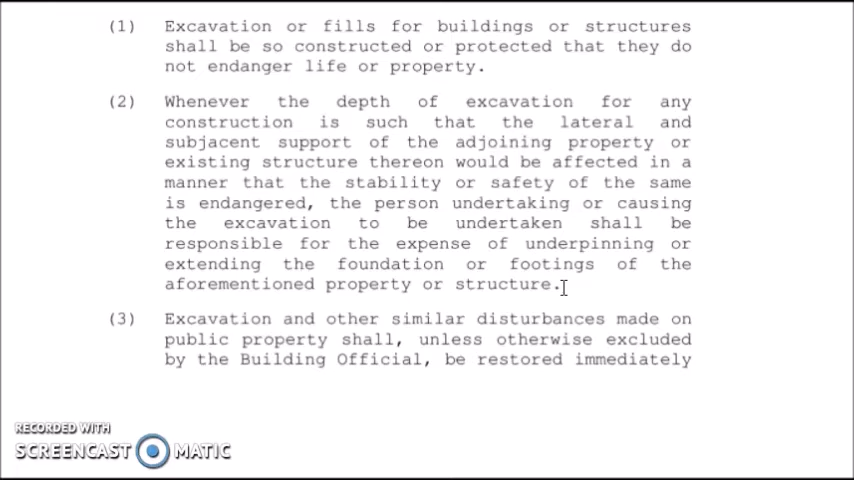 (1) Excavation or fills for buildings or structures
shall be so constructed or protected that they do
not endanger life or property.
(2) Whenever the depth of excavation for any
construction is such that the lateral and
subjacent support of the adjoining property or
existing structure thereon would be affected in a
manner that the stability or safety of the same
is endangered, the person undertaking or causing
the excavation to be undertaken shall be
responsible for the expense of underpinning or
extending the foundation or footings of the
aforementioned property or structure.
(3) Excavation and other similar disturbances made on
public property shall, unless otherwise excluded
by the Building Official, be restored immediately
RECORDED WITH
SCREENCAST MATIC